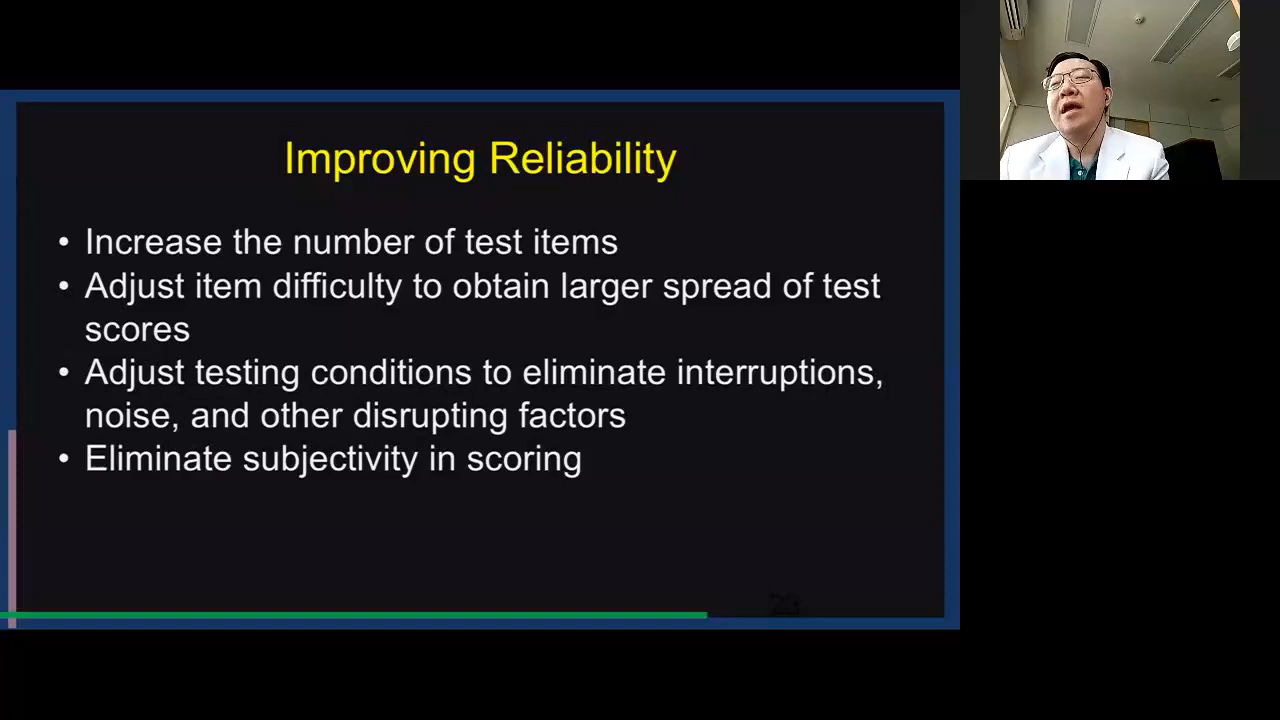 Improving Reliability
• Increase the number of test items
• Adjust item difficulty to obtain larger spread of test
scores
• Adjust testing conditions to eliminate interruptions,
noise, and other disrupting factors
• Eliminate subjectivity in scoring